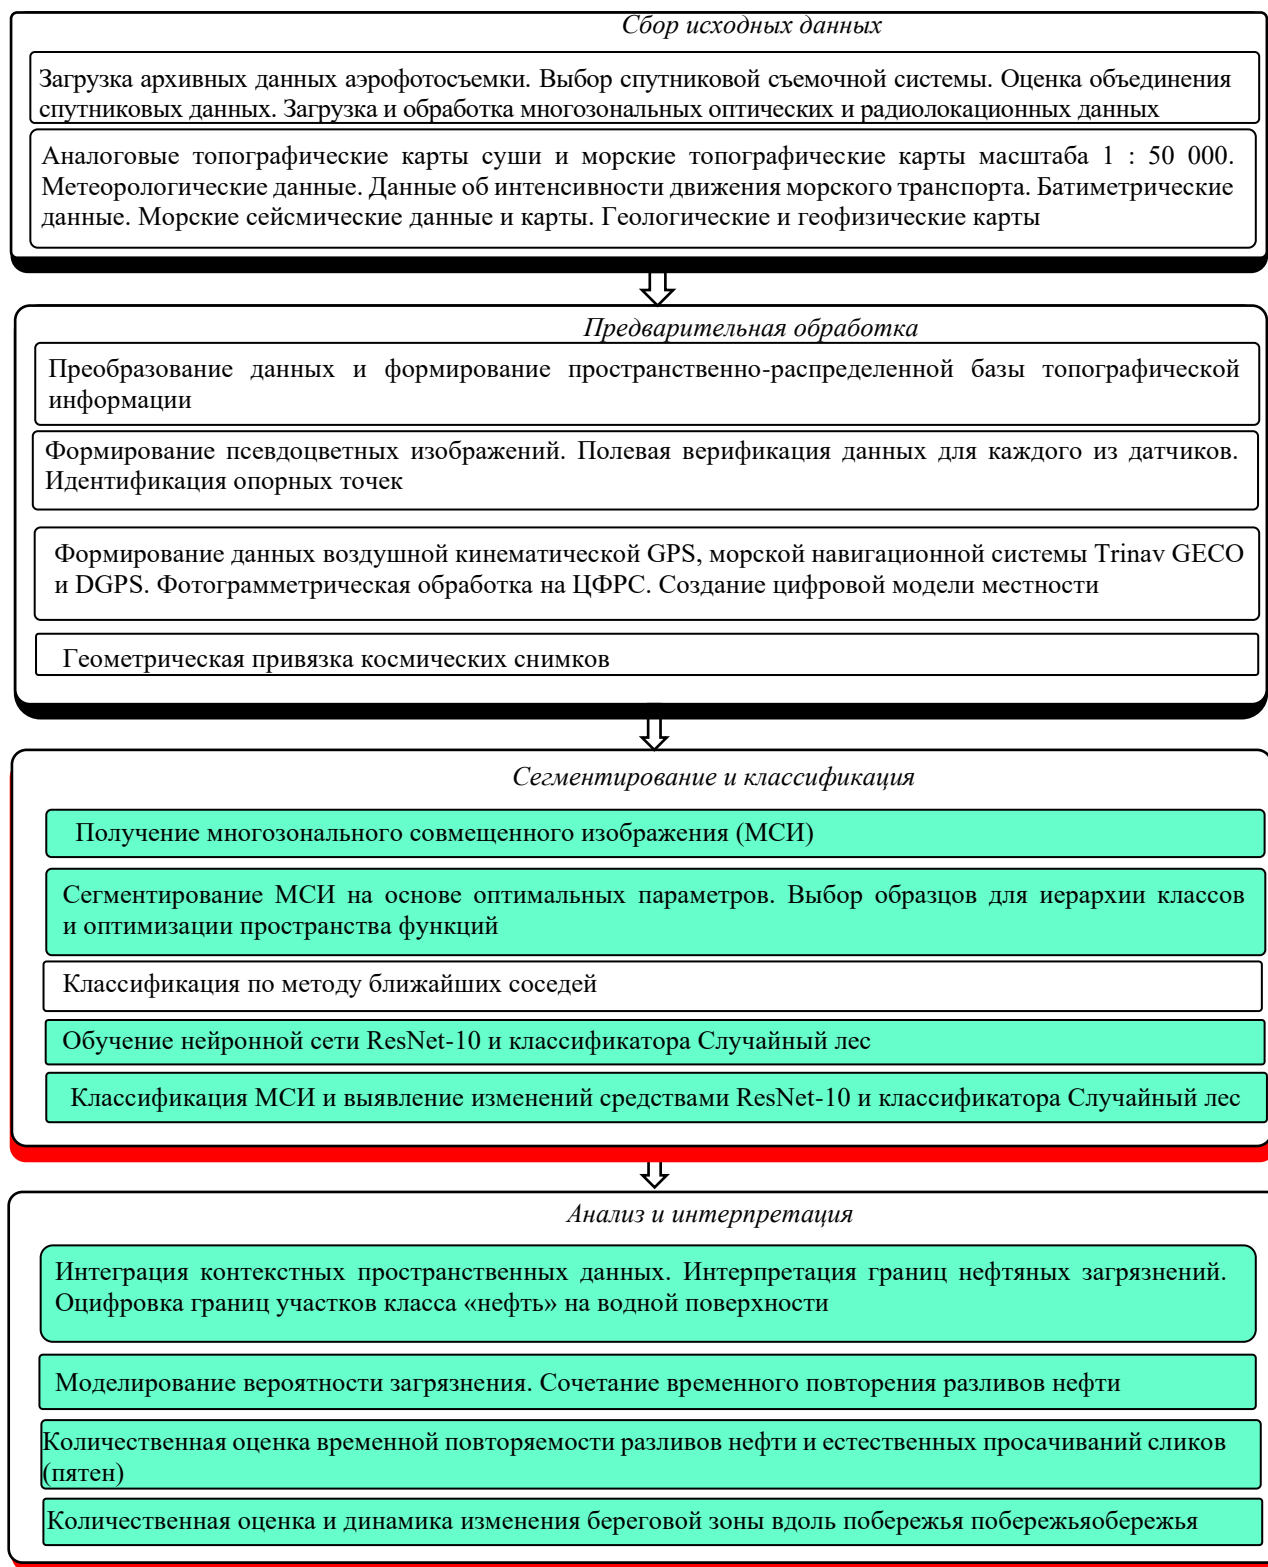 Сбор исходных данных
Загрузка архивных данных аэрофотосъемки. Выбор спутниковой съемочной системы. Оценка объединения
спутниковых данных. Загрузка и обработка многозональных оптических и радиолокационных данных
Аналоговые топографические карты суши и морские топографические карты масштаба 1 : 50 000.
Метеорологические данные. Данные об интенсивности движения морского транспорта. Батиметрические
данные. Морские сейсмические данные и карты. Геологические и геофизические карты
Предварительная обработка
Преобразование данных и формирование пространственно-распределенной базы топографической
информации
Формирование псевдоцветных изображений. Полевая верификация данных для каждого из датчиков.
Идентификация опорных точек
Формирование данных воздушной кинематической GPS, морской навигационной системы Trinav GECO
и DGPS. Фотограмметрическая обработка на ЦФРС. Создание цифровой модели местности
Геометрическая привязка космических снимков
Сегментирование и классификация
Получение многозонального совмещенного изображения (МСИ)
Сегментирование МСИ на основе оптимальных параметров. Выбор образцов для иерархии классов
и оптимизации пространства функций
Классификация по методу ближайших соседей
Обучение нейронной сети ResNet-10 и классификатора Случайный лес
Классификация МСИ и выявление изменений средствами ResNet-10 и классификатора Случайный лес
Анализ и интерпретация
Интеграция контекстных пространственных данных. Интерпретация границ нефтяных загрязнений.
Оцифровка границ участков класса «нефть» на водной поверхности
Моделирование вероятности загрязнения. Сочетание временного повторения разливов нефти
Количественная оценка временной повторяемости разливов нефти и естественных просачиваний сликов
(пятен)
Количественная оценка и динамика изменения береговой зоны вдоль побережья побережьяобережья